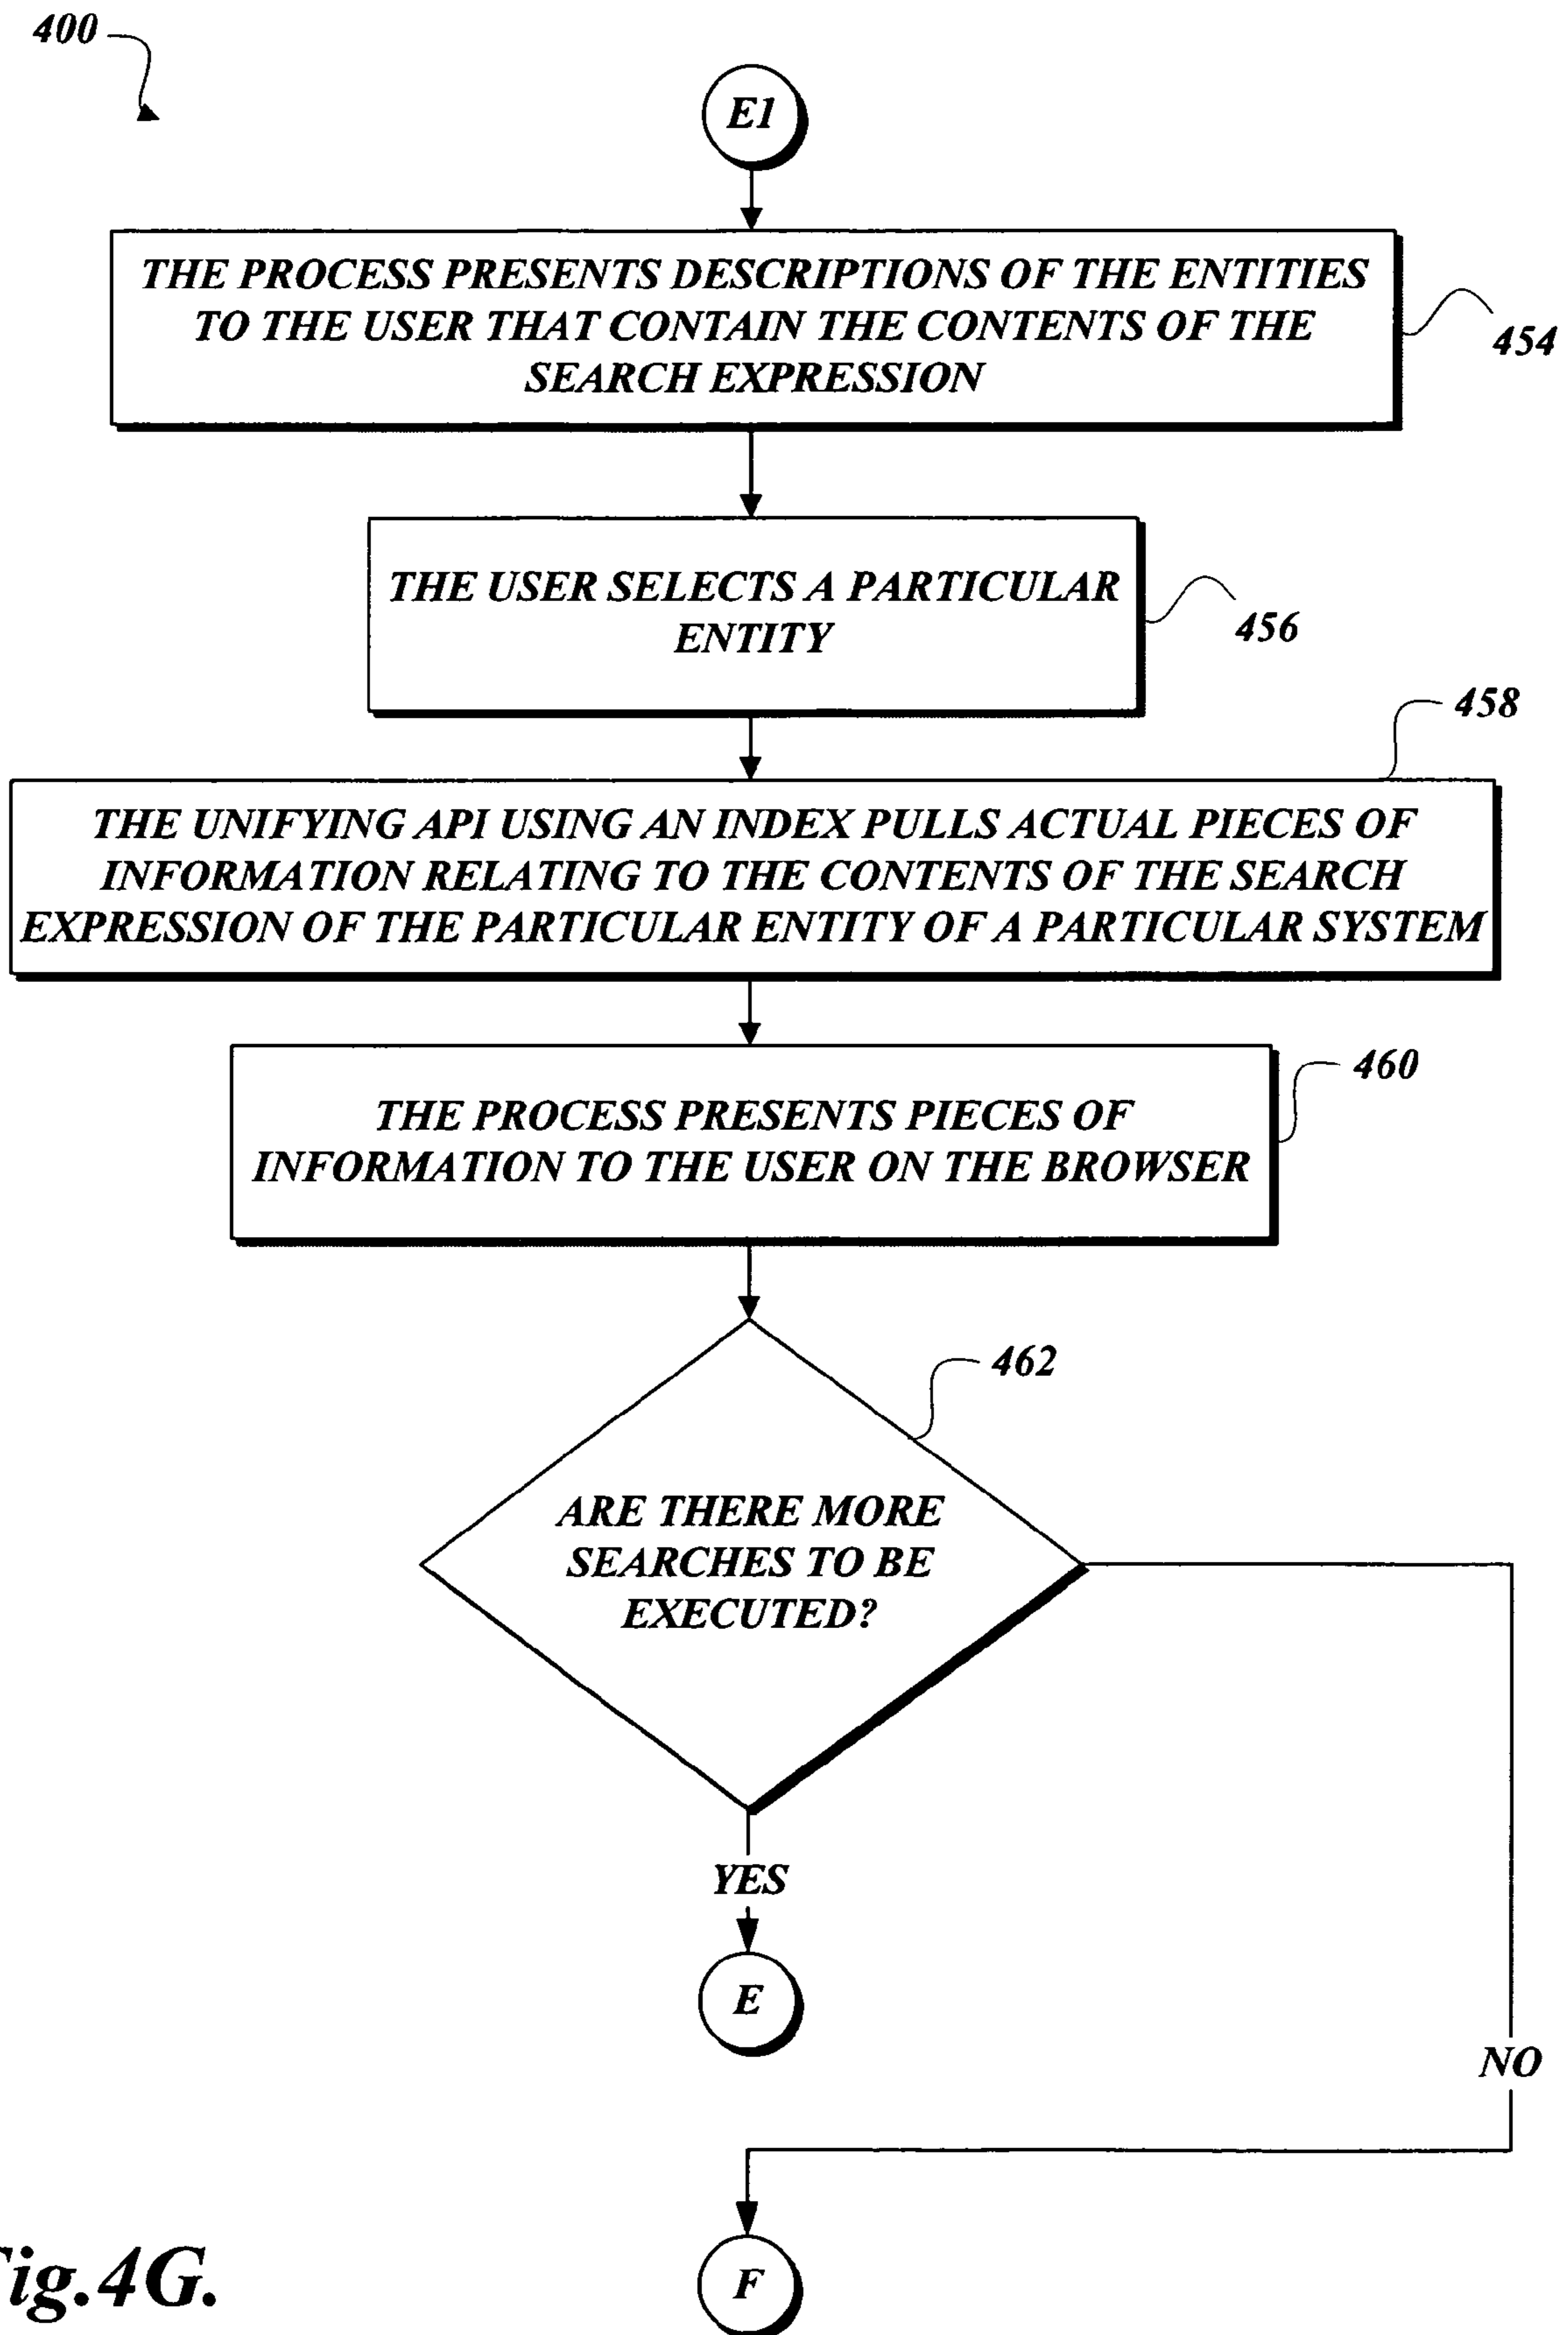 400
E1
THE PROCESS PRESENTS DESCRIPTIONS OF THE ENTITIES
TO THE USER THAT CONTAIN THE CONTENTS OF THE
SEARCH EXPRESSION
454
THE USER SELECTS A PARTICULAR
ENTITY
456
458
THE UNIFYING API USING AN INDEX PULLS ACTUAL PIECES OF
INFORMATION RELATING TO THE CONTENTS OF THE SEARCH
EXPRESSION OF THE PARTICULAR ENTITY OF A PARTICULAR SYSTEM
460
THE PROCESS PRESENTS PIECES OF
INFORMATION TO THE USER ON THE BROWSER
462
ARE THERE MORE
SEARCHES TO BE
EXECUTED?
YES
E
NO
F
Fig.4G.